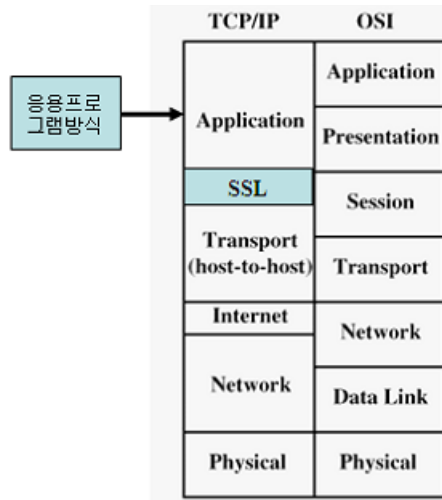 TCP/IP
OSI
응용프로
그램방식
Application
SSL
Transport
(host-to-host)
Internet
Network
Physical
Application
Presentation
Session
Transport
Network
Data Link
Physical